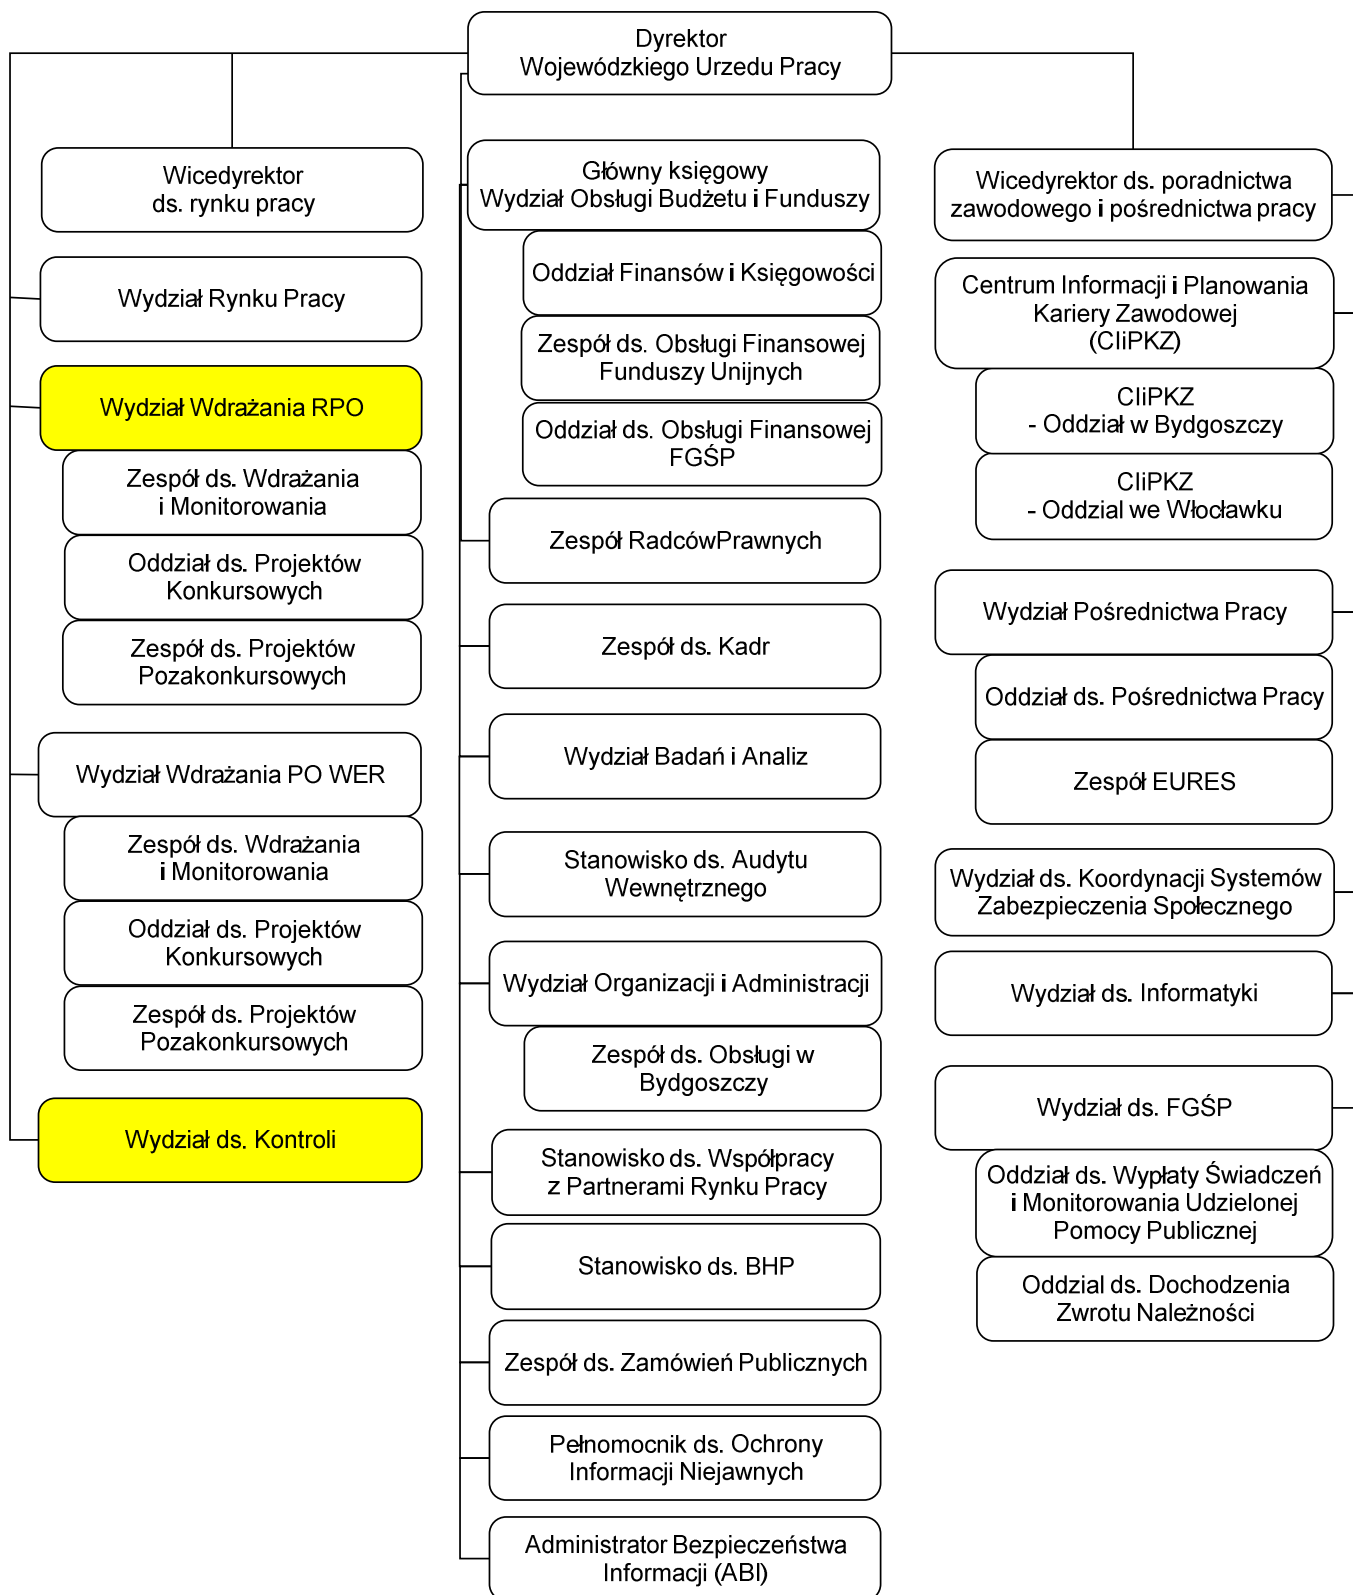 Dyrektor
Wojewódzkiego Urzedu Pracy
Wicedyrektor
ds. rynku pracy
Wydział Rynku Pracy
Wydział Wdrażania RPO
Zespół ds. Wdrażania
i Monitorowania
Oddział ds. Projektów
Konkursowych
Zespół ds. Projektów
Pozakonkursowych
Wydział Wdrażania PO WER
Zespół ds. Wdrażania
i Monitorowania
Oddział ds. Projektów
Konkursowych
Zespół ds. Projektów
Pozakonkursowych
Wydział ds. Kontroli
Główny księgowy
Wydział Obsługi Budżetu i Funduszy
Oddział Finansów i Księgowości
Zespół ds. Obsługi Finansowej
Funduszy Unijnych
Oddział ds. Obsługi Finansowej
FGŚP
Zespół RadcówPrawnych
Zespół ds. Kadr
Wydział Badań i Analiz
Stanowisko ds. Audytu
Wewnętrznego
Wydział Organizacji i Administracji
Zespół ds. Obsługi w
Bydgoszczy
Stanowisko ds. Współpracy
z Partnerami Rynku Pracy
Stanowisko ds. BHP
Zespół ds. Zamówień Publicznych
Pełnomocnik ds. Ochrony
Informacji Niejawnych
Administrator Bezpieczeństwa
Informacji (ABI)
Wicedyrektor ds. poradnictwa
zawodowego i pośrednictwa pracy
Centrum Informacji i Planowania
Kariery Zawodowej
(CIiPKZ)
CIiPKZ
- Oddział w Bydgoszczy
CIiPKZ
- Oddzial we Włocławku
Wydział Pośrednictwa Pracy
Oddział ds. Pośrednictwa Pracy
Zespół EURES
Wydział ds. Koordynacji Systemów
Zabezpieczenia Społecznego
Wydział ds. Informatyki
Wydział ds. FGŚP
Oddział ds. Wypłaty Świadczeń
i Monitorowania Udzielonej
Pomocy Publicznej
Oddzial ds. Dochodzenia
Zwrotu Należności